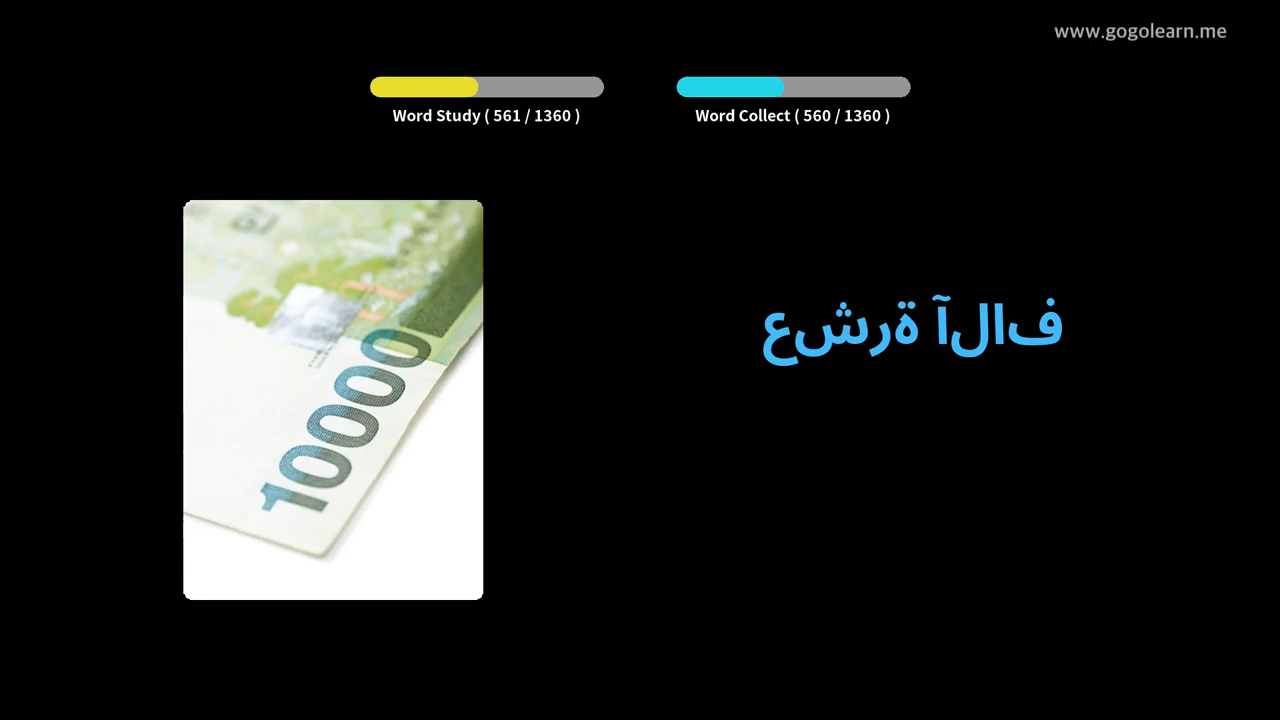 www.gogolearn.me
Word Study ( 561 / 1360 )
Word Collect ( 560 / 1360 )
عشرة آلاف
10000